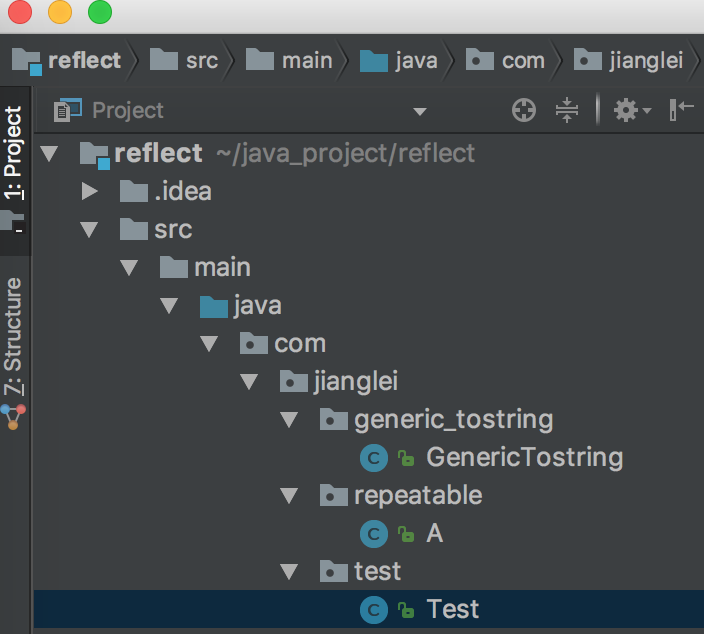 reflect src main java com jianglei
Project
1: Project
reflect ~/java_project/reflect
.idea
src
main
java
com
jianglei
generic_tostring
C GenericTostring
repeatable
C A
test
C Test
7: Structure